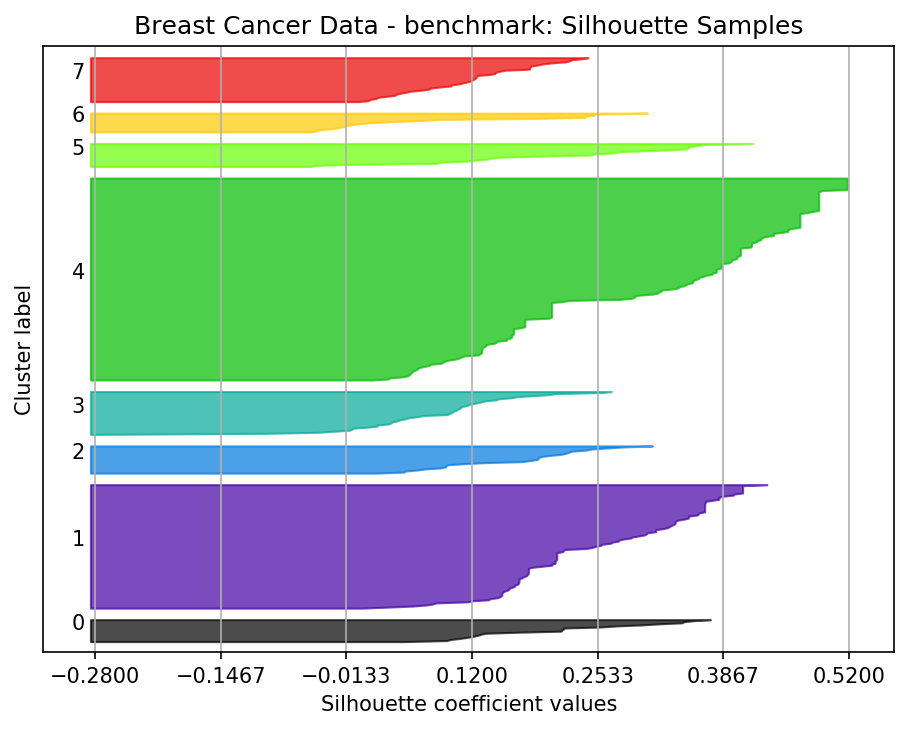 Breast Cancer Data - benchmark: Silhouette Samples
7
6
5
4
3
2
1
0
Cluster label
−0.2800 −0.1467 −0.0133 0.1200 0.2533 0.3867 0.5200
Silhouette coefficient values